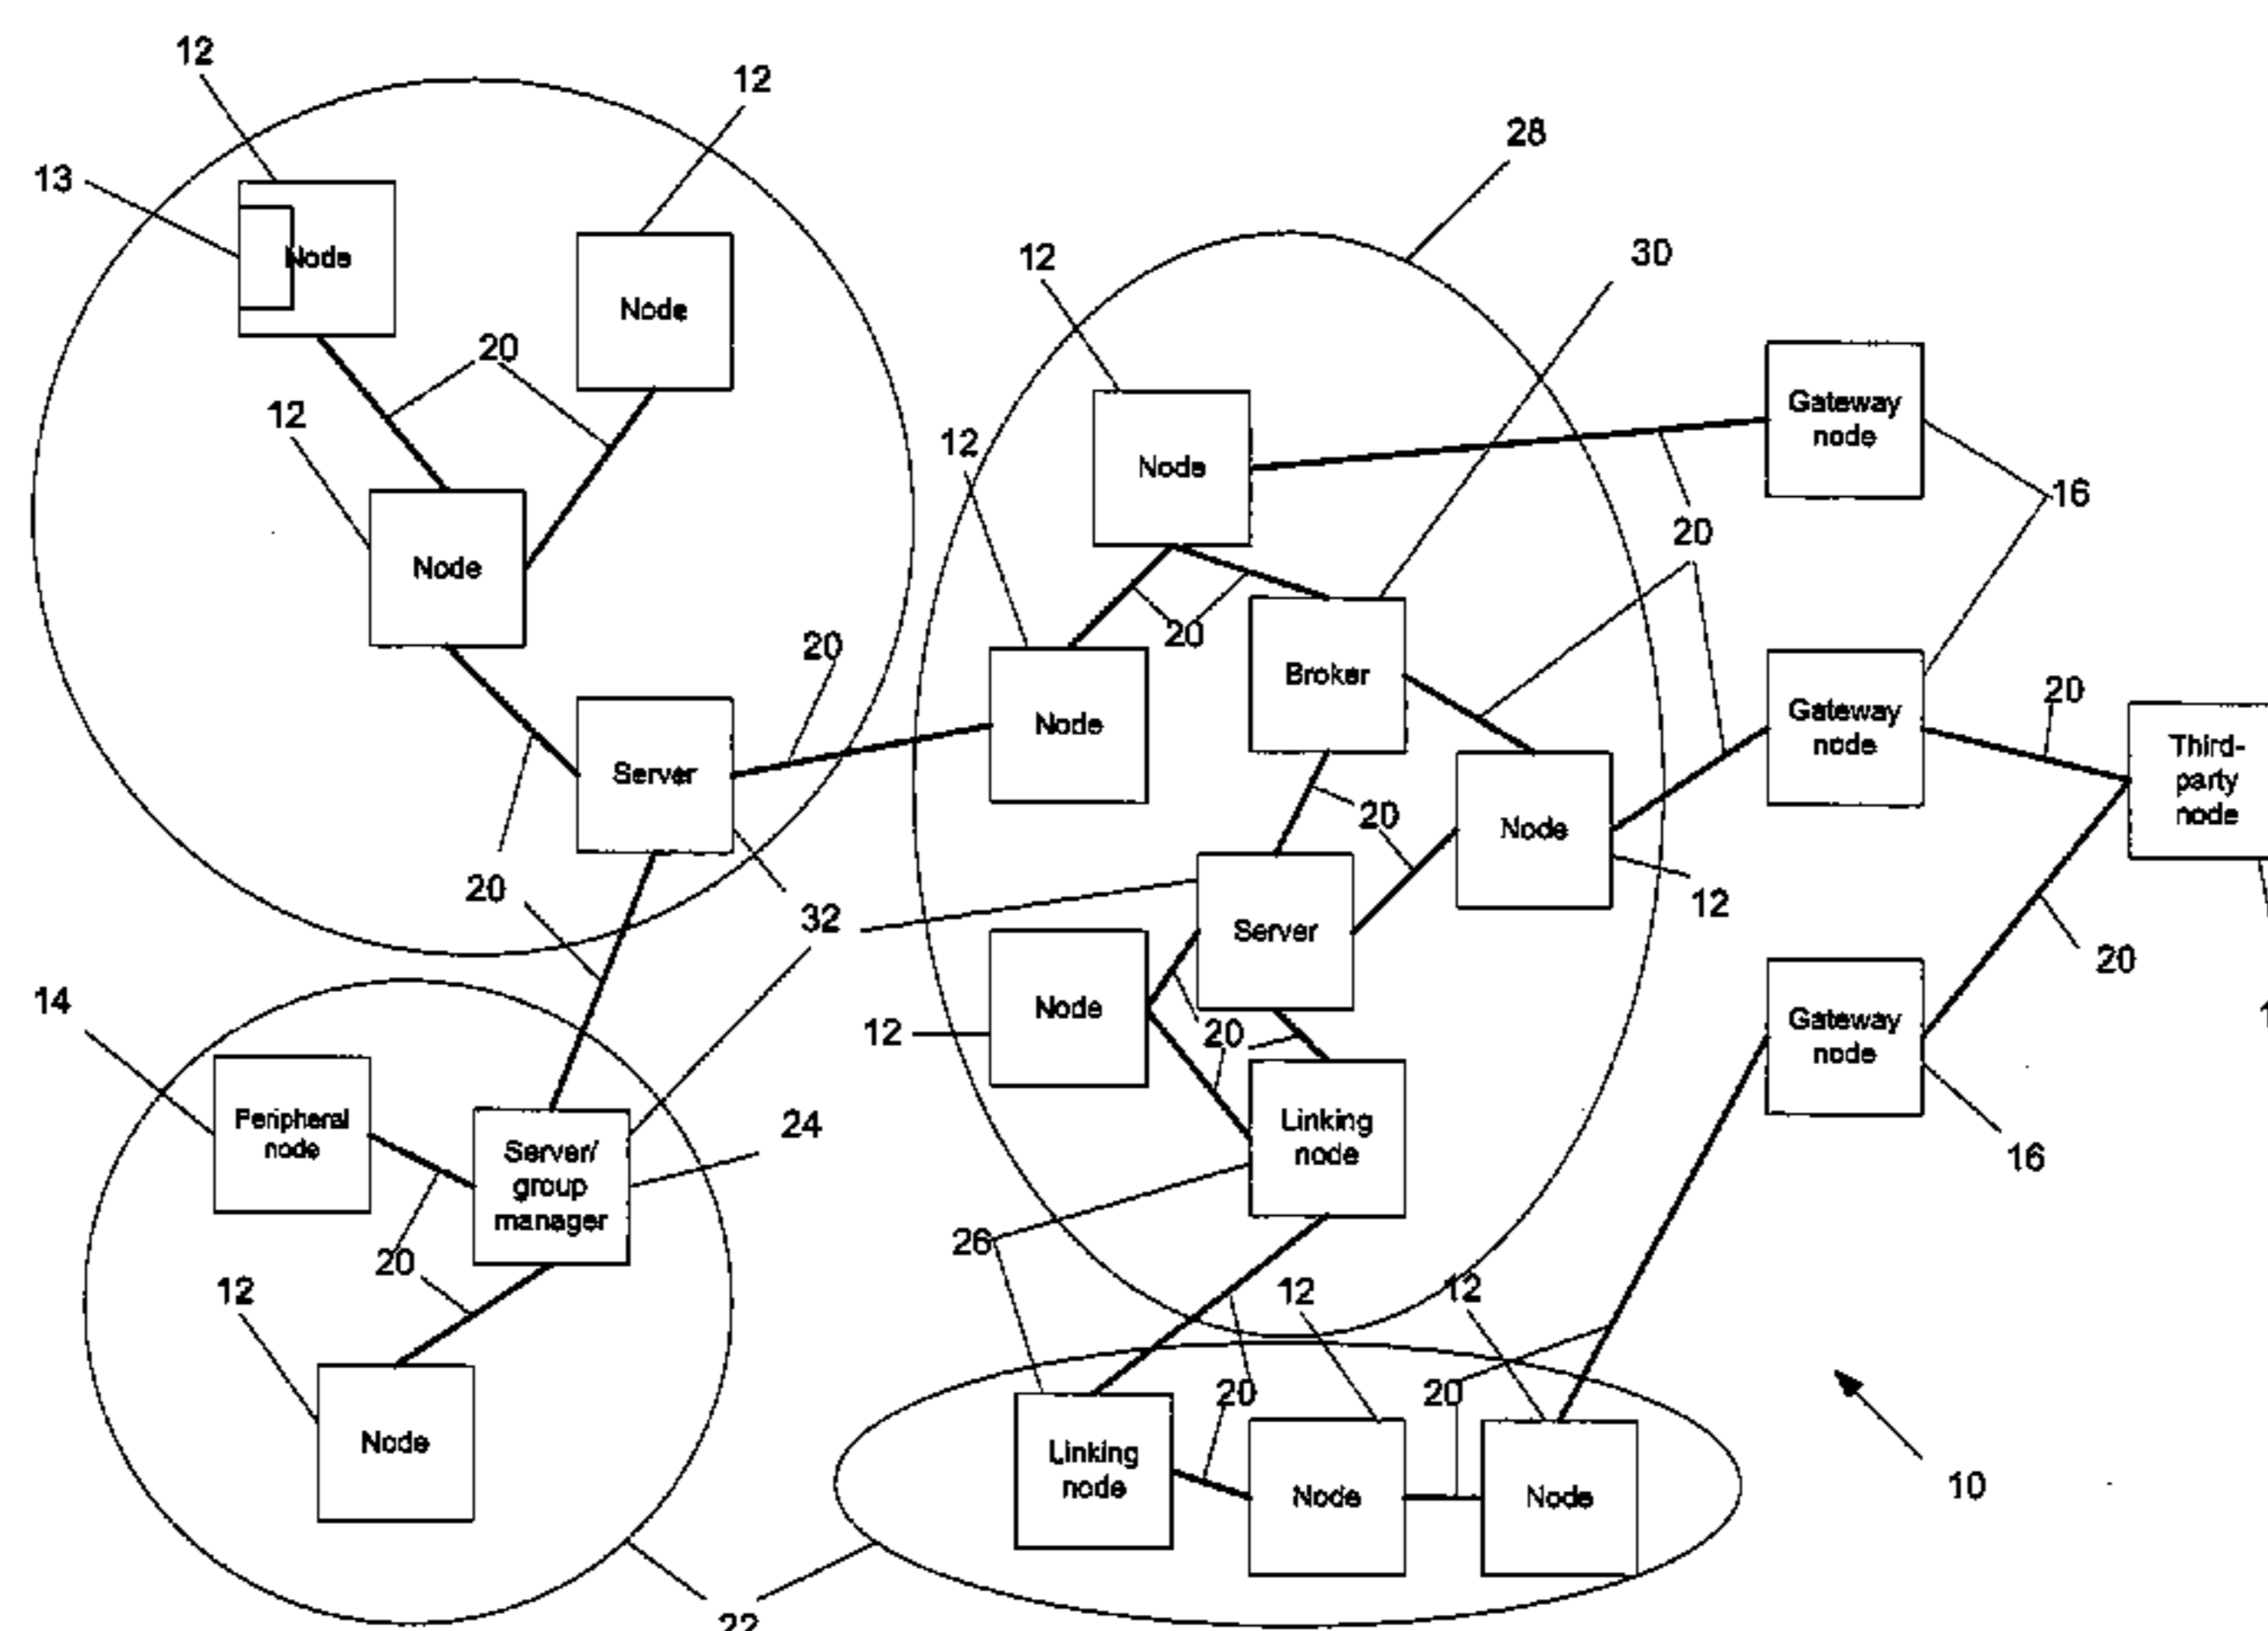 12
12
28
13
30
12
Node
Node
20
Gateway
node
12
12
Node
16
20
Node
20
20
Broker
20
Gateway
node
Node
Third-
party
node
Server
20
Node
20
12
32
Server
20
14
Node
12
20
Gateway
node
Peripheral
node
24
Linking
node
Server/
group
manager
16
26
20
12
12
12
20
20
Node
Linking
node
Node
Node
10
22